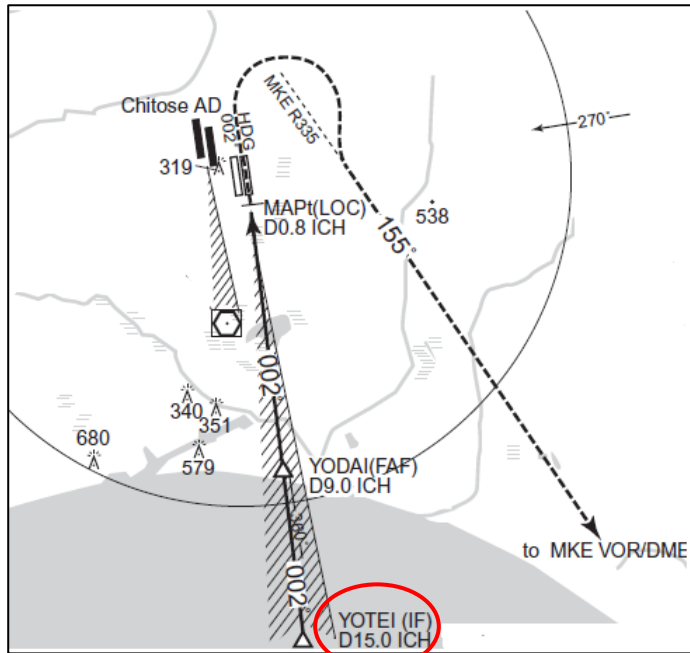 Chitose AD
HDG
002°
MKE R335
270°
319
MAPt(LOC)
D0.8 ICH
538
155°
002°
340
351
680
579
YODAI(FAF)
D9.0 ICH
360°
002°
to MKE VOR/DME
YOTEI (IF)
D15.0 ICH